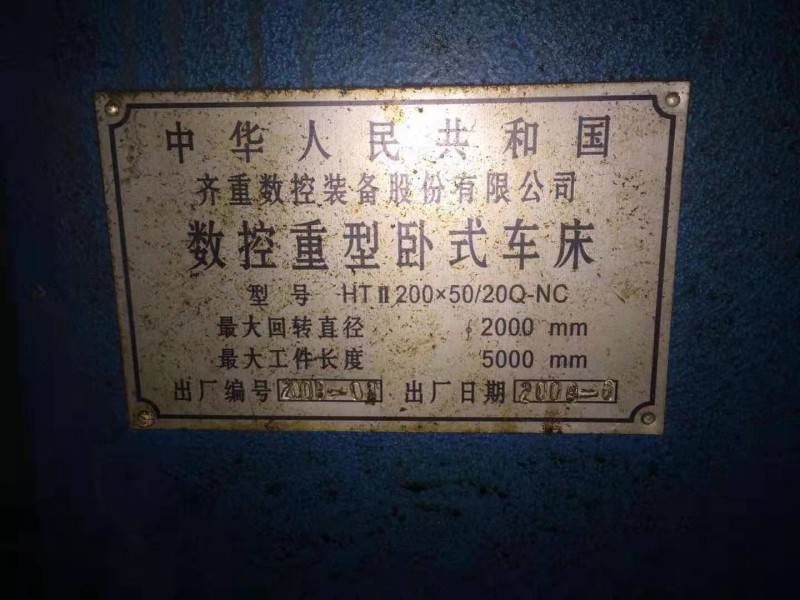 中华人民共和国
齐重数控装备股份有限公司
数控重型卧式车床
型号 HTⅡ200×50/20Q-NC
最大回转直径 2000 mm
最大工件长度 5000 mm
出厂编号 出厂日期